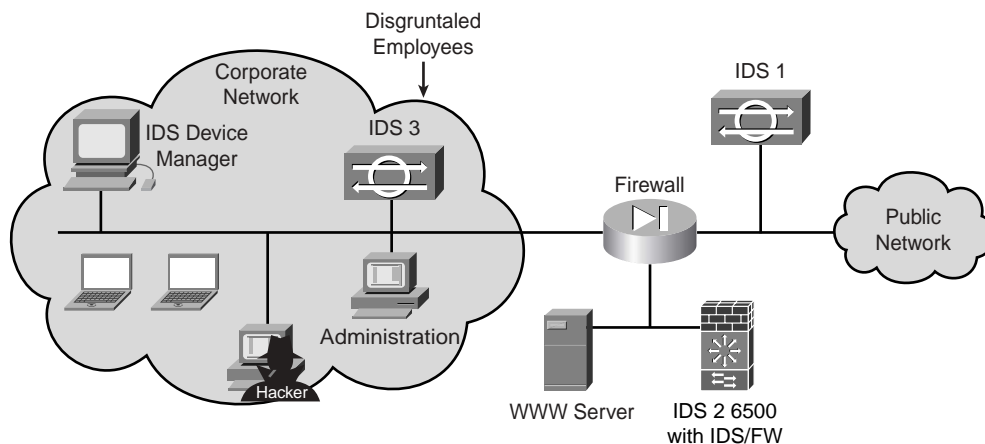 Disgruntaled
Employees
Corporate
Network
IDS 1
IDS 3
IDS Device
Manager
Firewall
Public
Network
Administration
Hacker
WWW Server
IDS 2 6500
with IDS/FW